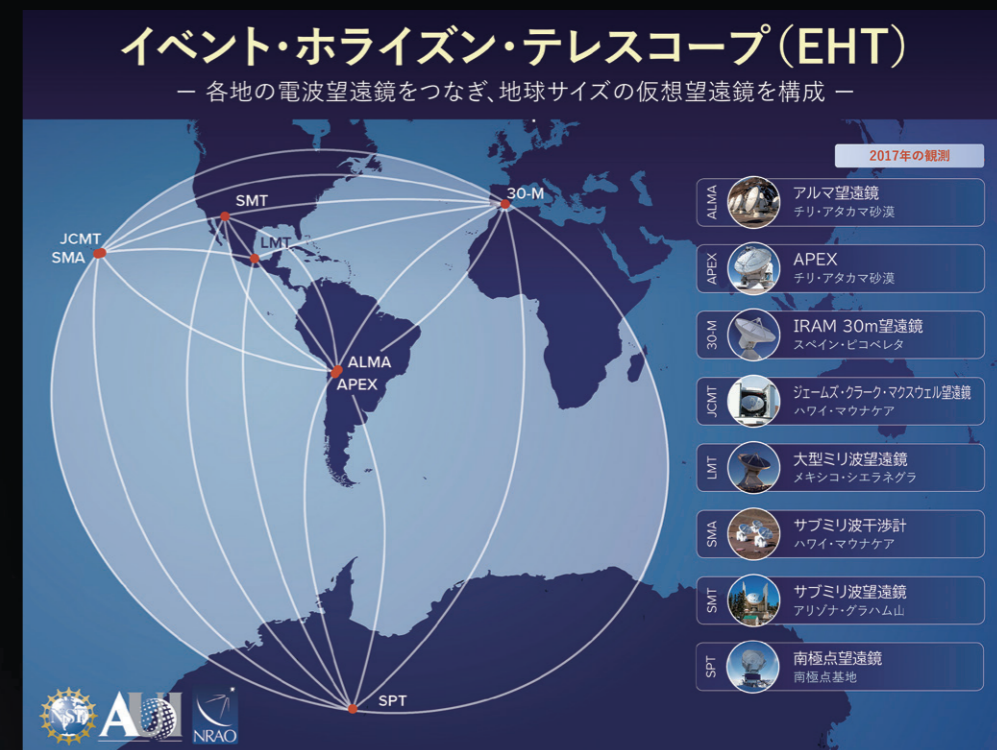 イベント・ホライズン・テレスコープ（EHT）
― 各地の電波望遠鏡をつなぎ、地球サイズの仮想望遠鏡を構成 ―
2017年の観測
30-M
SMT
LMT
JCMT
SMA
ALMA
APEX
SPT
ALMA
アルマ望遠鏡
チリ・アタカマ砂漠
APEX
APEX
チリ・アタカマ砂漠
30-M
IRAM 30m望遠鏡
スペイン・ピコベレタ
JCMT
ジェームズ・クラーク・マクスウェル望遠鏡
ハワイ・マウナケア
LMT
大型ミリ波望遠鏡
メキシコ・シエラネグラ
SMA
サブミリ波干渉計
ハワイ・マウナケア
SMT
サブミリ波望遠鏡
アリゾナ・グラハム山
SPT
南極点望遠鏡
南極点基地
AUI
NRAO